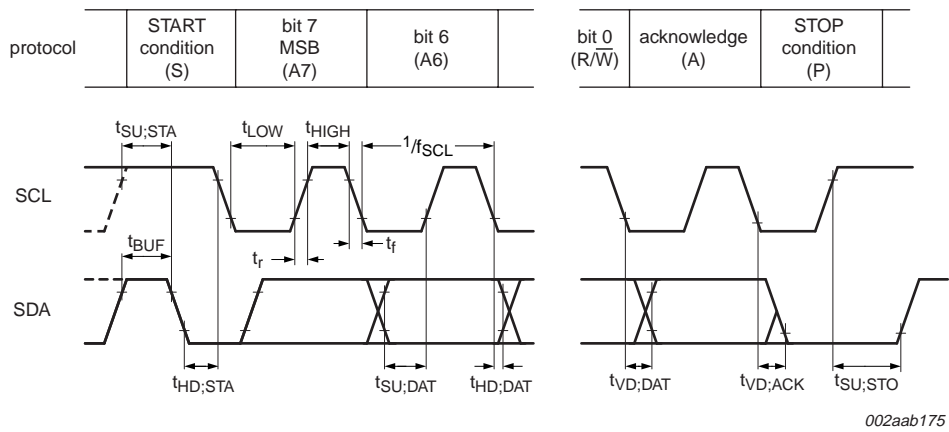 protocol
START
condition
(S)
bit 7
MSB
(A7)
bit 6
(A6)
bit 0
(R/W̅)
acknowledge
(A)
STOP
condition
(P)
tSU;STA
tLOW
tHIGH
1/fSCL
SCL
tBUF
tr
tf
SDA
tHD;STA
tSU;DAT
tHD;DAT
tVD;DAT
tVD;ACK
tSU;STO
002aab175